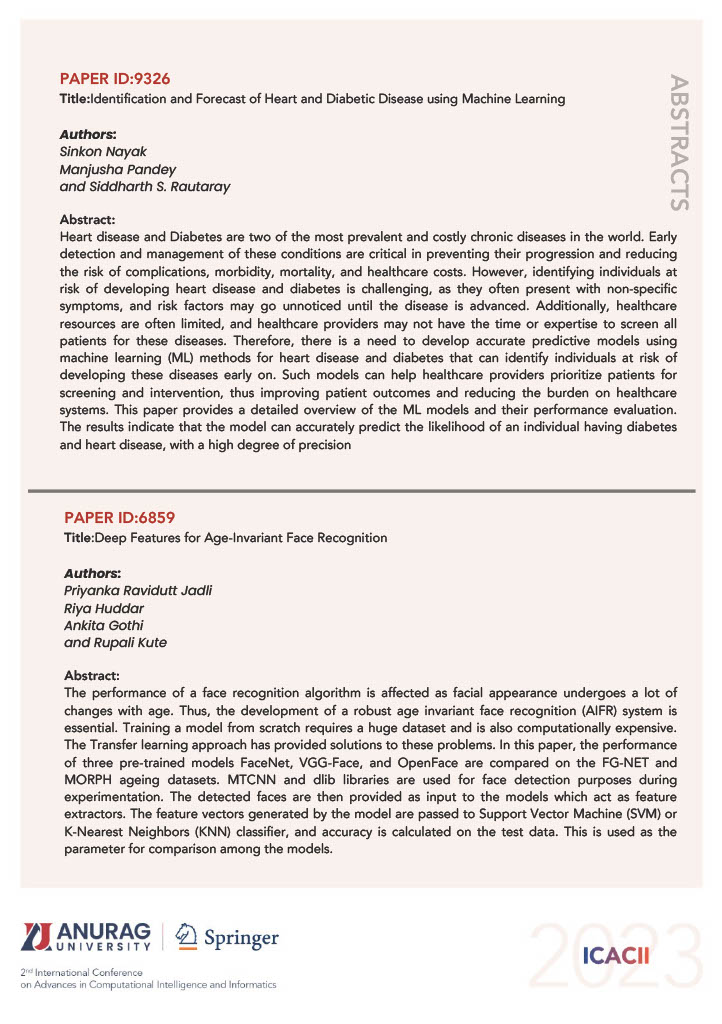 ABSTRACTS
PAPER ID:9326
Title:Identification and Forecast of Heart and Diabetic Disease using Machine Learning
Authors:
Sinkon Nayak
Manjusha Pandey
and Siddharth S. Rautaray
Abstract:
Heart disease and Diabetes are two of the most prevalent and costly chronic diseases in the world. Early
detection and management of these conditions are critical in preventing their progression and reducing
the risk of complications, morbidity, mortality, and healthcare costs. However, identifying individuals at
risk of developing heart disease and diabetes is challenging, as they often present with non-specific
symptoms, and risk factors may go unnoticed until the disease is advanced. Additionally, healthcare
resources are often limited, and healthcare providers may not have the time or expertise to screen all
patients for these diseases. Therefore, there is a need to develop accurate predictive models using
machine learning (ML) methods for heart disease and diabetes that can identify individuals at risk of
developing these diseases early on. Such models can help healthcare providers prioritize patients for
screening and intervention, thus improving patient outcomes and reducing the burden on healthcare
systems. This paper provides a detailed overview of the ML models and their performance evaluation.
The results indicate that the model can accurately predict the likelihood of an individual having diabetes
and heart disease, with a high degree of precision
PAPER ID:6859
Title:Deep Features for Age-Invariant Face Recognition
Authors:
Priyanka Ravidutt Jadli
Riya Huddar
Ankita Gothi
and Rupali Kute
Abstract:
The performance of a face recognition algorithm is affected as facial appearance undergoes a lot of
changes with age. Thus, the development of a robust age invariant face recognition (AIFR) system is
essential. Training a model from scratch requires a huge dataset and is also computationally expensive.
The Transfer learning approach has provided solutions to these problems. In this paper, the performance
of three pre-trained models FaceNet, VGG-Face, and OpenFace are compared on the FG-NET and
MORPH ageing datasets. MTCNN and dlib libraries are used for face detection purposes during
experimentation. The detected faces are then provided as input to the models which act as feature
extractors. The feature vectors generated by the model are passed to Support Vector Machine (SVM) or
K-Nearest Neighbors (KNN) classifier, and accuracy is calculated on the test data. This is used as the
parameter for comparison among the models.
ANURAG
UNIVERSITY
Springer
2nd International Conference
on Advances in Computational Intelligence and Informatics
2023
ICACII